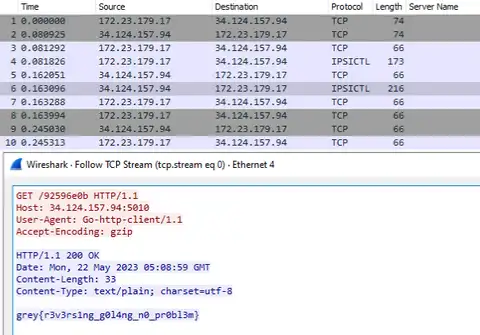 Time Source Destination Protocol Length Server Name
1 0.000000 172.23.179.17 34.124.157.94 TCP 74
2 0.080925 34.124.157.94 172.23.179.17 TCP 74
3 0.081292 172.23.179.17 34.124.157.94 TCP 66
4 0.081826 172.23.179.17 34.124.157.94 IPSICTL 173
5 0.162051 34.124.157.94 172.23.179.17 TCP 66
6 0.163096 34.124.157.94 172.23.179.17 IPSICTL 216
7 0.163288 172.23.179.17 34.124.157.94 TCP 66
8 0.163994 172.23.179.17 34.124.157.94 TCP 66
9 0.245030 34.124.157.94 172.23.179.17 TCP 66
10 0.245313 172.23.179.17 34.124.157.94 TCP 66
Wireshark · Follow TCP Stream (tcp.stream eq 0) · Ethernet 4
GET /92596e0b HTTP/1.1
Host: 34.124.157.94:5010
User-Agent: Go-http-client/1.1
Accept-Encoding: gzip
HTTP/1.1 200 OK
Date: Mon, 22 May 2023 05:08:59 GMT
Content-Length: 33
Content-Type: text/plain; charset=utf-8
grey{r3v3rs1ng_g0l4ng_n0_pr0bl3m}